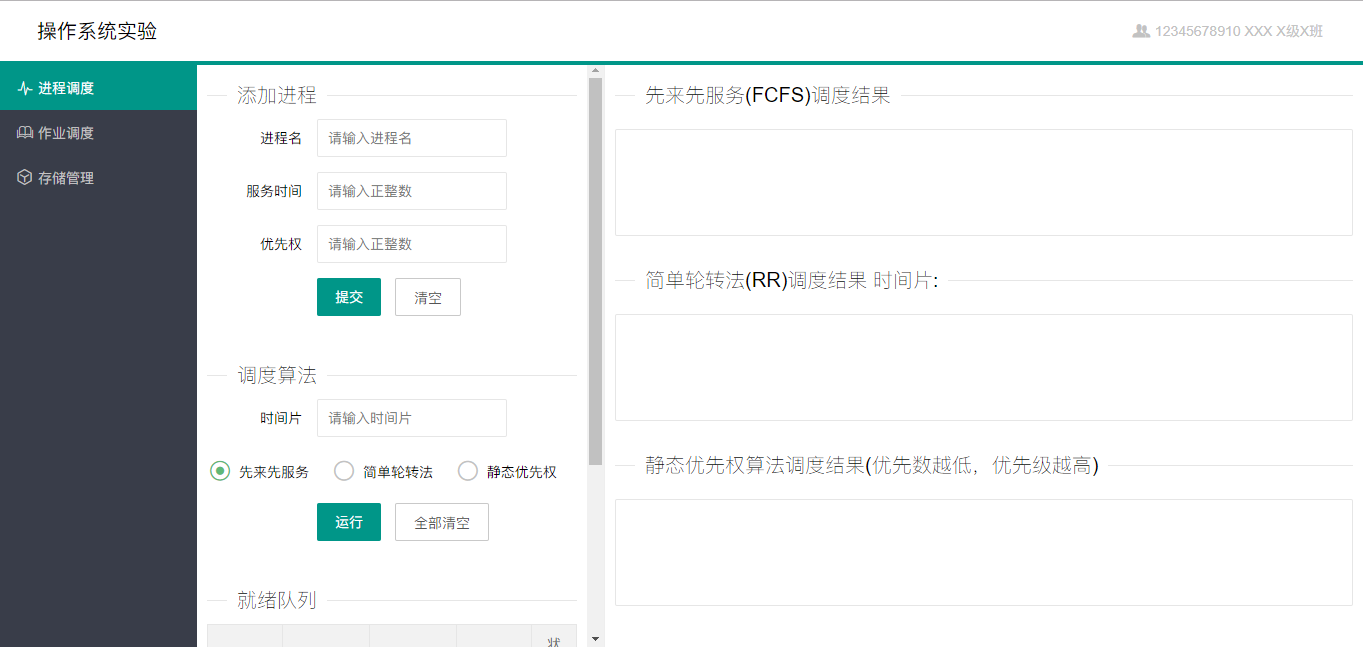 操作系统实验
12345678910 XXX X级X班
进程调度
作业调度
存储管理
添加进程
进程名
请输入进程名
服务时间
请输入正整数
优先权
请输入正整数
提交
清空
调度算法
时间片
请输入时间片
先来先服务
简单轮转法
静态优先权
运行
全部清空
就绪队列
状
先来先服务(FCFS)调度结果
简单轮转法(RR)调度结果 时间片:
静态优先权算法调度结果(优先数越低，优先级越高)